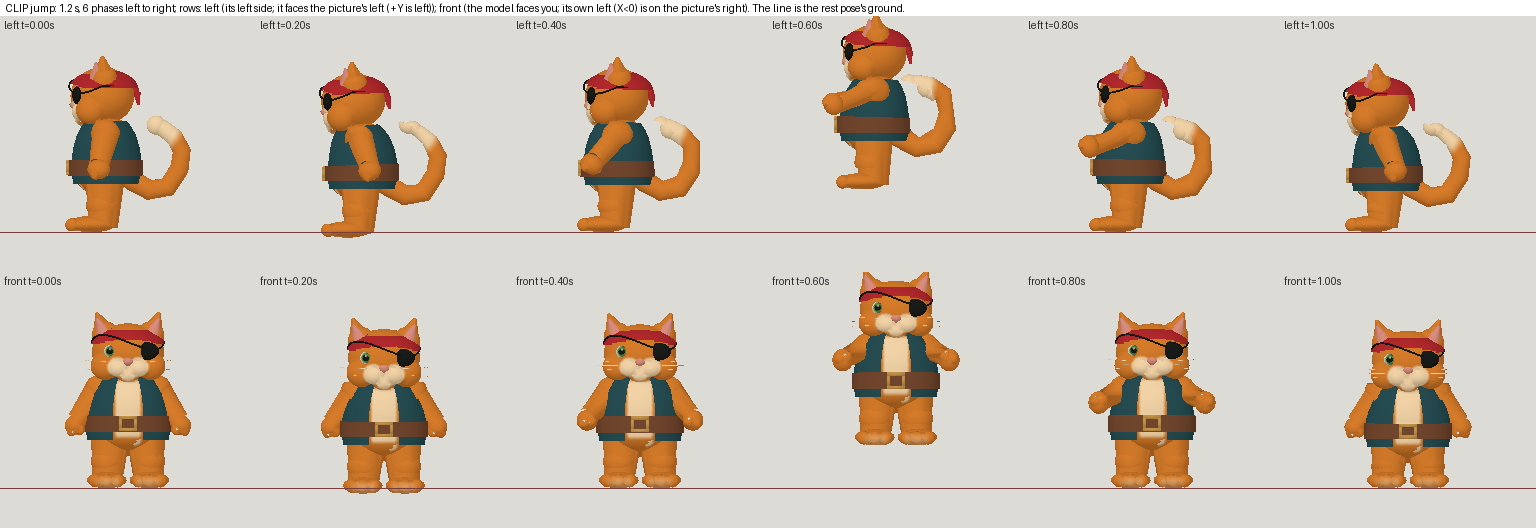 CLIP jump: 1.2 s, 6 phases left to right; rows: left (its left side; it faces the picture's left (+Y is left)); front (the model faces you; its own left (X<0) is on the picture's right). The line is the rest pose's ground.
left t=0.00s left t=0.20s left t=0.40s left t=0.60s left t=0.80s left t=1.00s
front t=0.00s front t=0.20s front t=0.40s front t=0.60s front t=0.80s front t=1.00s